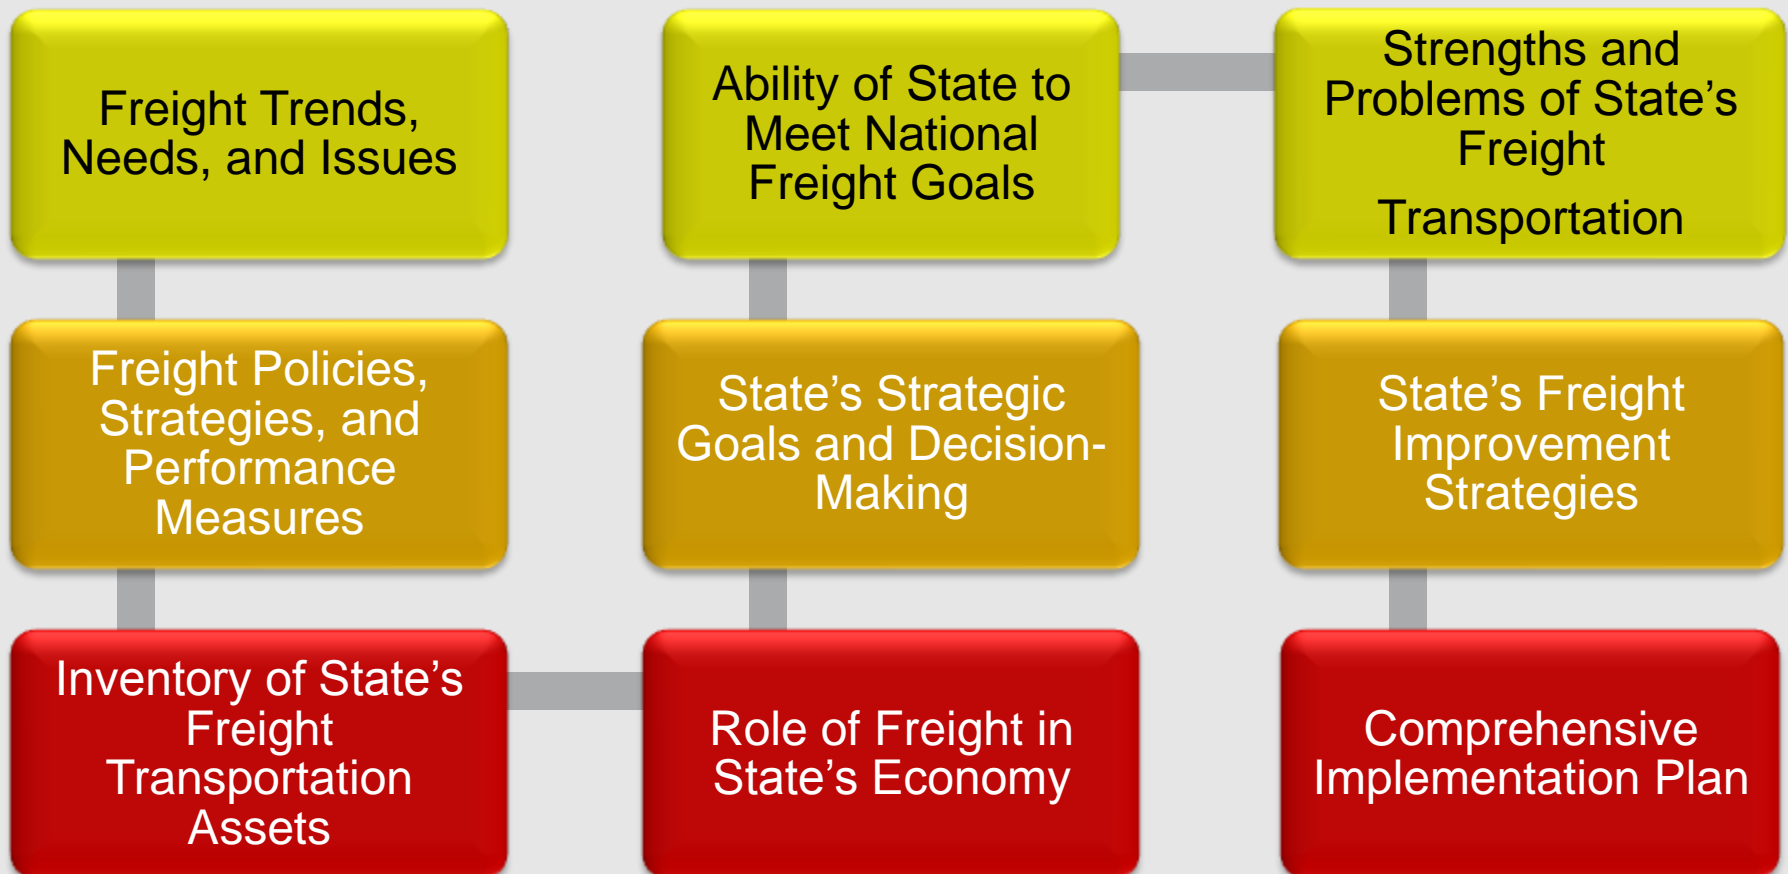 Freight Trends,
Needs, and Issues
Freight Policies,
Strategies, and
Performance
Measures
Inventory of State’s
Freight
Transportation
Assets
Role of Freight in
State’s Economy
State’s Strategic
Goals and Decision-
Making
Ability of State to
Meet National
Freight Goals
Strengths and
Problems of State’s
Freight
Transportation
State’s Freight
Improvement
Strategies
Comprehensive
Implementation Plan